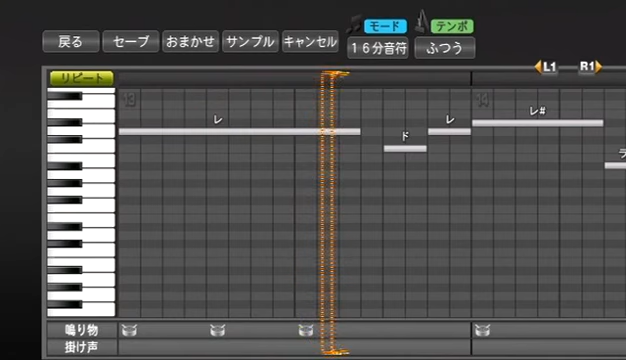 モード
テンポ
戻る
セーブ
おまかせ
サンプル
キャンセル
16分音符
ふつう
L1
R1
リピート
13
14
レ
ド
レ
レ#
ラ
鳴り物
掛け声